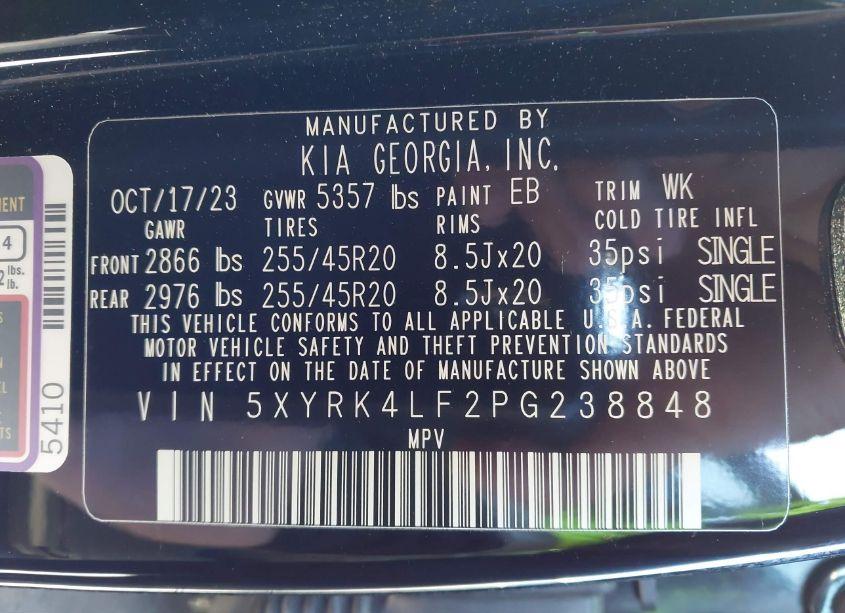 MANUFACTURED BY
KIA GEORGIA, INC.
OCT/17/23 GVWR 5357 lbs PAINT EB TRIM WK
GAWR TIRES RIMS COLD TIRE INFL
FRONT 2866 lbs 255/45R20 8.5Jx20 35psi SINGLE
REAR 2976 lbs 255/45R20 8.5Jx20 35psi SINGLE
THIS VEHICLE CONFORMS TO ALL APPLICABLE U.S.A. FEDERAL
MOTOR VEHICLE SAFETY AND THEFT PREVENTION STANDARDS
IN EFFECT ON THE DATE OF MANUFACTURE SHOWN ABOVE
VIN 5XYRK4LF2PG238848
MPV
4
lbs.
lb.
5410